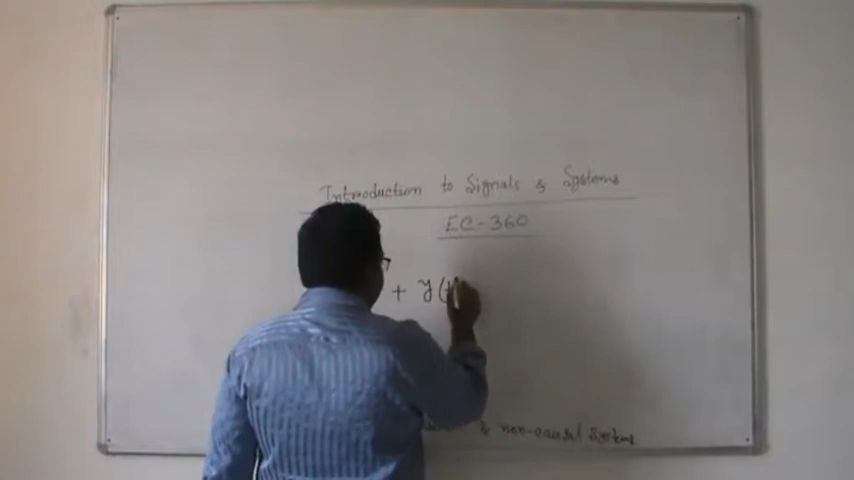 Introduction to Signals & Systems
EC-360
+ y(t
& non-causal Systems